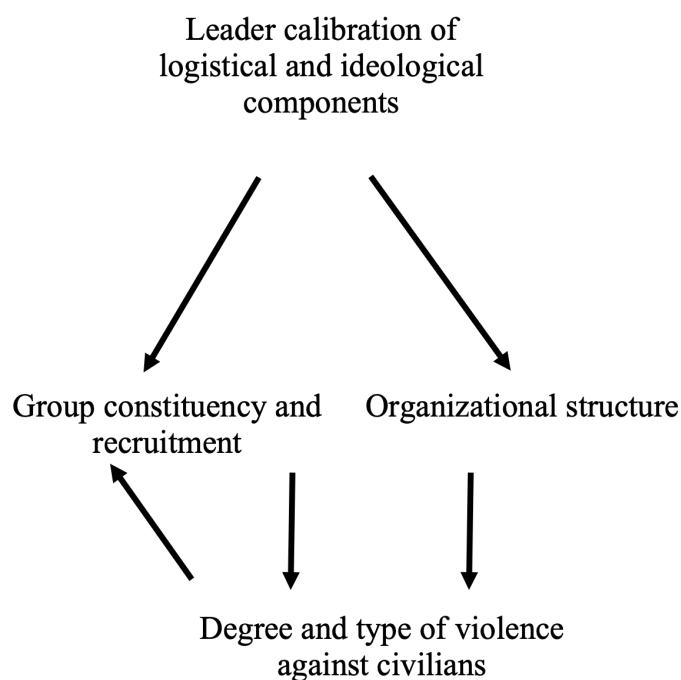 Leader calibration of
logistical and ideological
components
Group constituency and
recruitment
Organizational structure
Degree and type of violence
against civilians